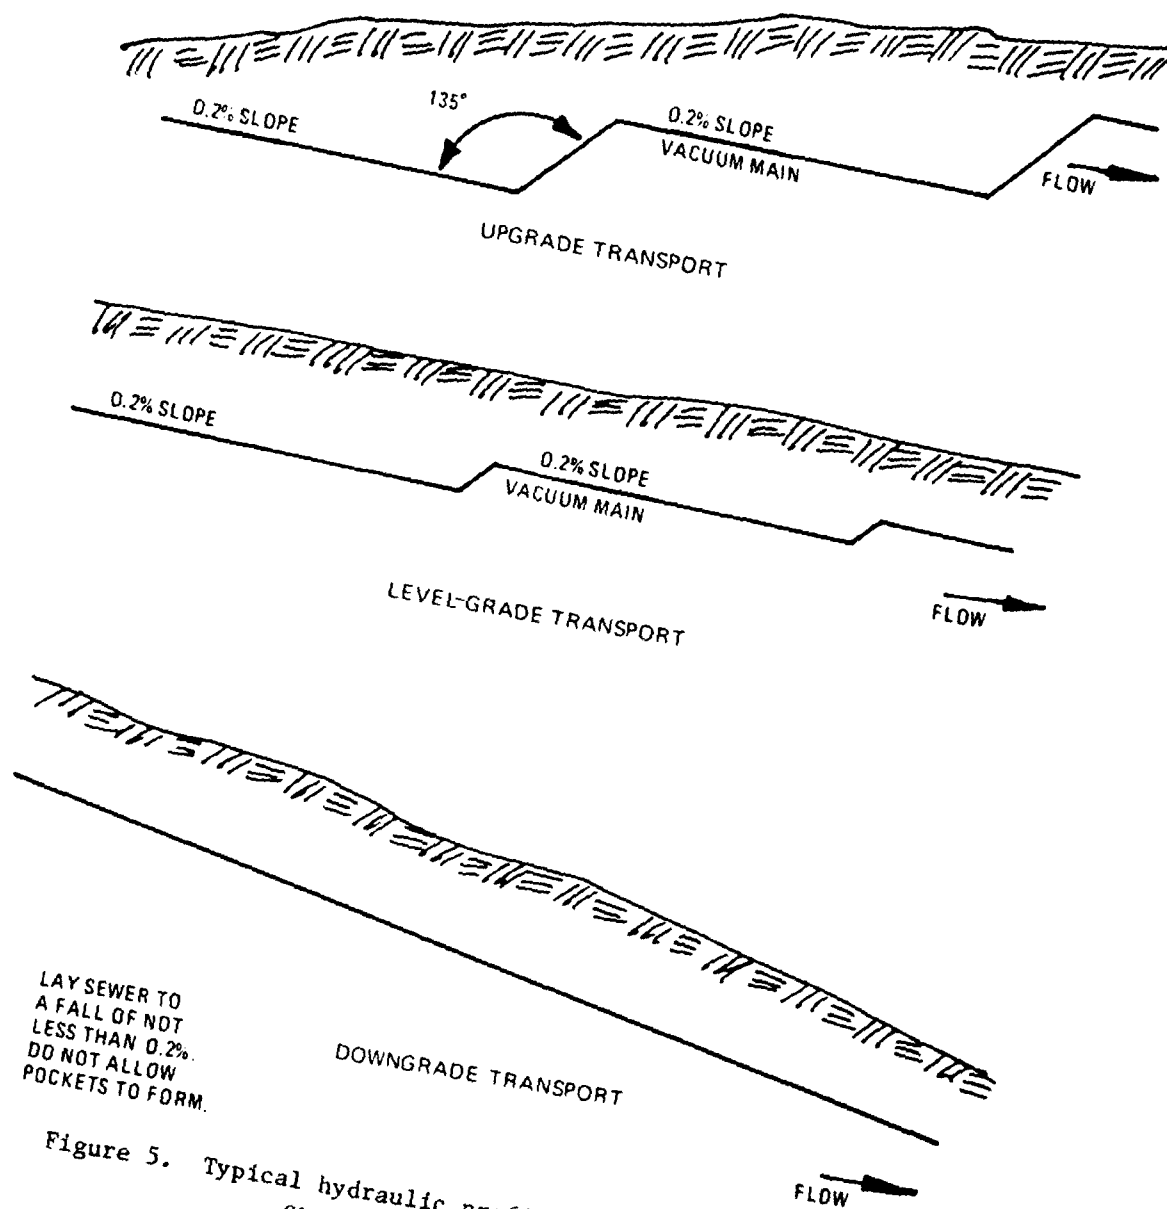 0.2% SLOPE
135°
0.2% SLOPE
VACUUM MAIN
FLOW
UPGRADE TRANSPORT
0.2% SLOPE
0.2% SLOPE
VACUUM MAIN
FLOW
LEVEL-GRADE TRANSPORT
LAY SEWER TO
A FALL OF NOT
LESS THAN 0.2%.
DO NOT ALLOW
POCKETS TO FORM.
DOWNGRADE TRANSPORT
FLOW
Figure 5. Typical hydraulic